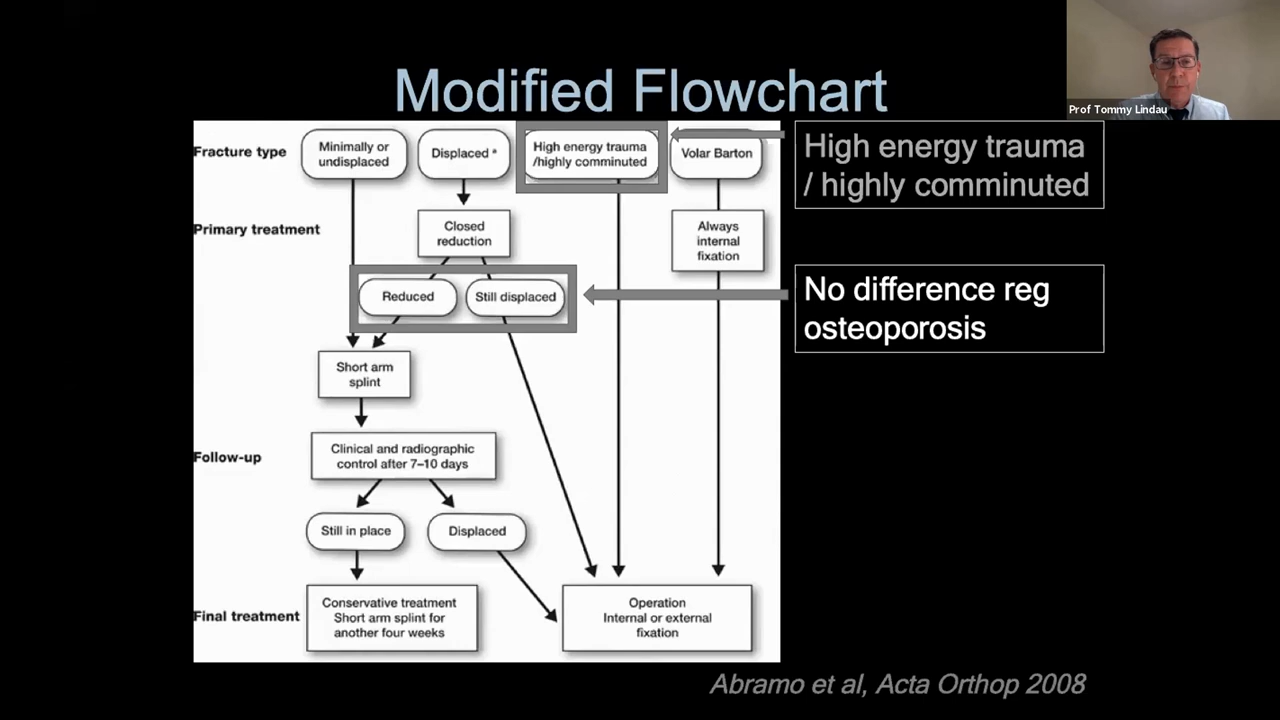 Prof Tommy Lindau
Modified Flowchart
Fracture type
Minimally or
undisplaced
Displaced *
High energy trauma
/highly comminuted
Volar Barton
High energy trauma
/ highly comminuted
Primary treatment
Closed
reduction
Always
internal
fixation
Reduced
Still displaced
No difference reg
osteoporosis
Short arm
splint
Follow-up
Clinical and radiographic
control after 7–10 days
Still in place
Displaced
Final treatment
Conservative treatment
Short arm splint for
another four weeks
Operation
Internal or external
fixation
Abramo et al, Acta Orthop 2008